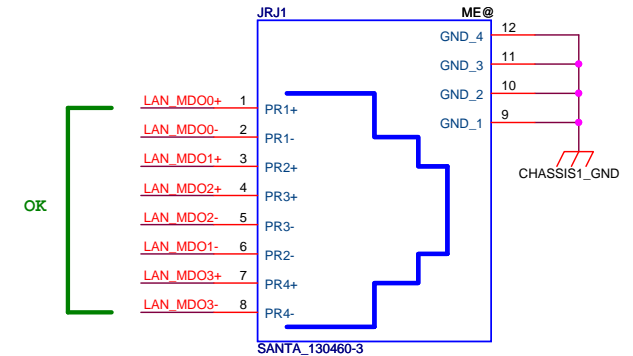 JRJ1 ME@
GND_4 12
GND_3 11
GND_2 10
GND_1 9
CHASSIS1_GND
LAN_MDO0+ 1 PR1+
LAN_MDO0- 2 PR1-
LAN_MDO1+ 3 PR2+
LAN_MDO2+ 4 PR3+
LAN_MDO2- 5 PR3-
LAN_MDO1- 6 PR2-
LAN_MDO3+ 7 PR4+
LAN_MDO3- 8 PR4-
OK
SANTA_130460-3